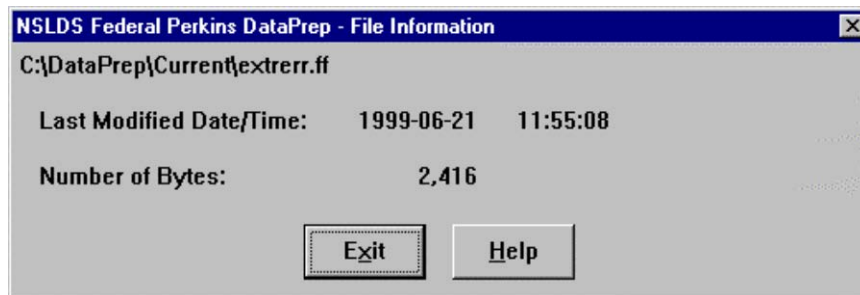 NSLDS Federal Perkins DataPrep - File Information
C:\DataPrep\Current\extrerr.ff
Last Modified Date/Time: 1999-06-21 11:55:08
Number of Bytes: 2,416
Exit Help